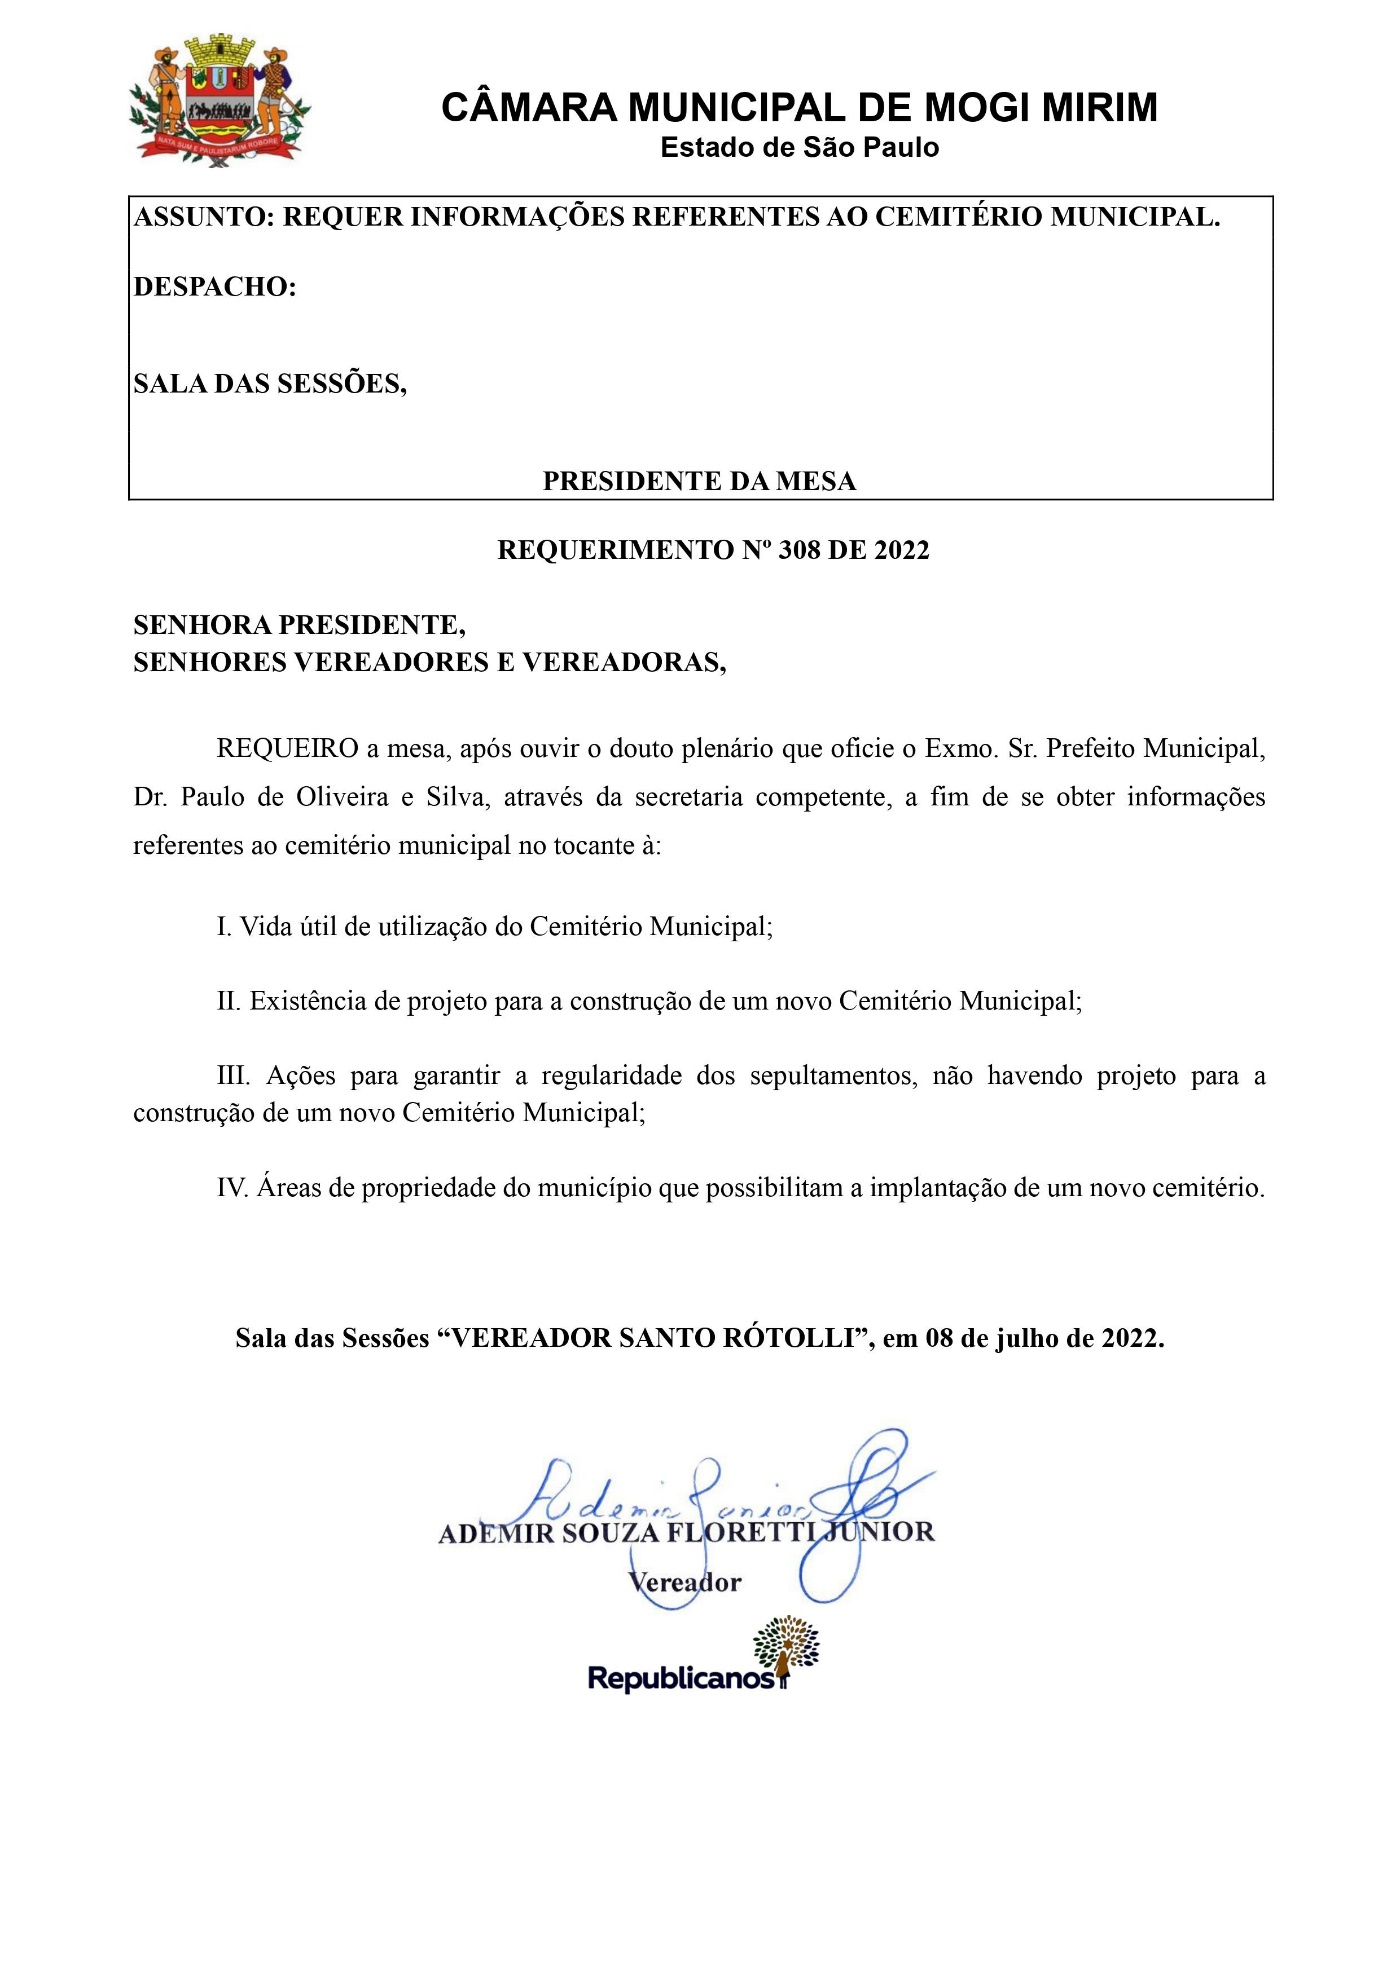 NATA SUM E PAULISTARUM ROBORE
CÂMARA MUNICIPAL DE MOGI MIRIM
Estado de São Paulo
ASSUNTO: REQUER INFORMAÇÕES REFERENTES AO CEMITÉRIO MUNICIPAL.
DESPACHO:
SALA DAS SESSÕES,
PRESIDENTE DA MESA
REQUERIMENTO Nº 308 DE 2022
SENHORA PRESIDENTE,
SENHORES VEREADORES E VEREADORAS,
REQUEIRO a mesa, após ouvir o douto plenário que oficie o Exmo. Sr. Prefeito Municipal,
Dr. Paulo de Oliveira e Silva, através da secretaria competente, a fim de se obter informações
referentes ao cemitério municipal no tocante à:
I. Vida útil de utilização do Cemitério Municipal;
II. Existência de projeto para a construção de um novo Cemitério Municipal;
III. Ações para garantir a regularidade dos sepultamentos, não havendo projeto para a
construção de um novo Cemitério Municipal;
IV. Áreas de propriedade do município que possibilitam a implantação de um novo cemitério.
Sala das Sessões “VEREADOR SANTO RÓTOLLI”, em 08 de julho de 2022.
Ademir Junior
ADEMIR SOUZA FLORETTI JUNIOR
Vereador
Republicanos